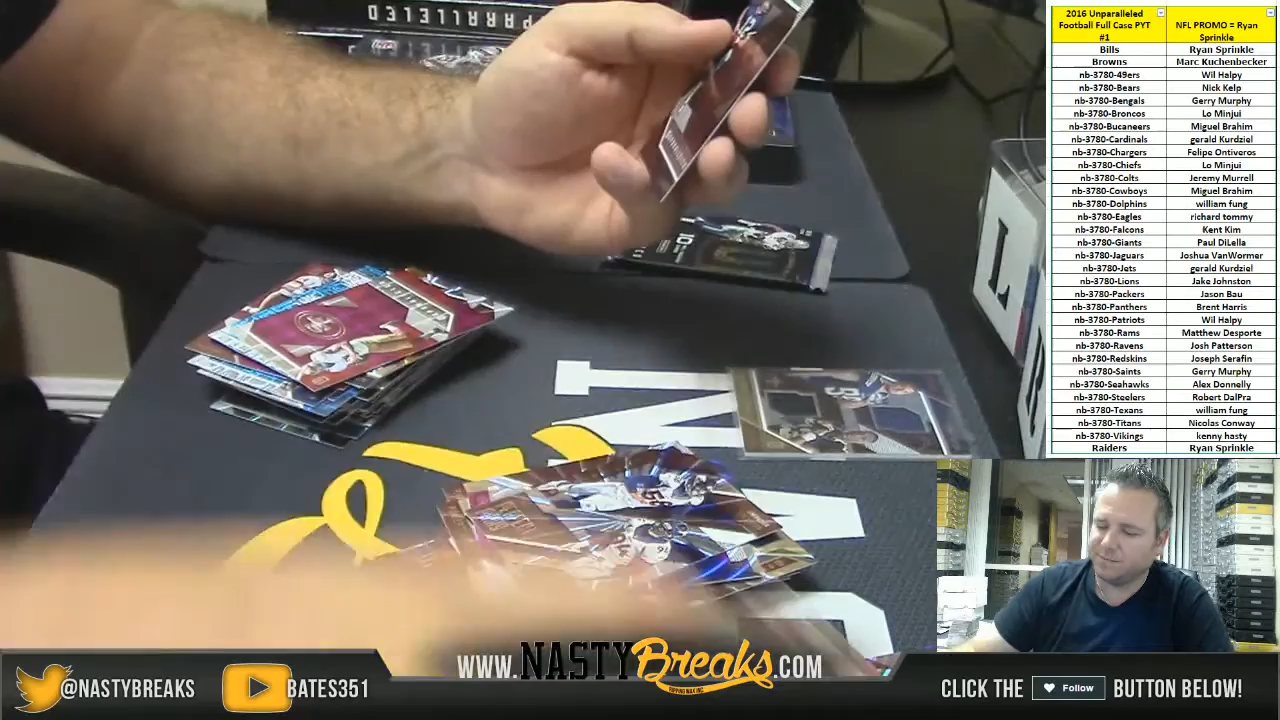 2016 Unparalleled
Football Full Case PYT
#1
NFL PROMO = Ryan
Sprinkle
Bills Ryan Sprinkle
Browns Marc Kuchenbecker
nb-3780-49ers Wil Halpy
nb-3780-Bears Nick Kelp
nb-3780-Bengals Gerry Murphy
nb-3780-Broncos Lo Minjui
nb-3780-Bucaneers Miguel Brahim
nb-3780-Cardinals gerald Kurdziel
nb-3780-Chargers Felipe Ontiveros
nb-3780-Chiefs Lo Minjui
nb-3780-Colts Jeremy Murrell
nb-3780-Cowboys Miguel Brahim
nb-3780-Dolphins william fung
nb-3780-Eagles richard tommy
nb-3780-Falcons Kent Kim
nb-3780-Giants Paul DiLella
nb-3780-Jaguars Joshua VanWormer
nb-3780-Jets gerald Kurdziel
nb-3780-Lions Jake Johnston
nb-3780-Packers Jason Bau
nb-3780-Panthers Brent Harris
nb-3780-Patriots Wil Halpy
nb-3780-Rams Matthew Desporte
nb-3780-Ravens Josh Patterson
nb-3780-Redskins Joseph Serafin
nb-3780-Saints Gerry Murphy
nb-3780-Seahawks Alex Donnelly
nb-3780-Steelers Robert DalPra
nb-3780-Texans william fung
nb-3780-Titans Nicolas Conway
nb-3780-Vikings kenny hasty
Raiders Ryan Sprinkle
@NASTYBREAKS
BATES351
WWW.NASTYBreaks.COM
RIPPING WAX INC.
CLICK THE Follow BUTTON BELOW!